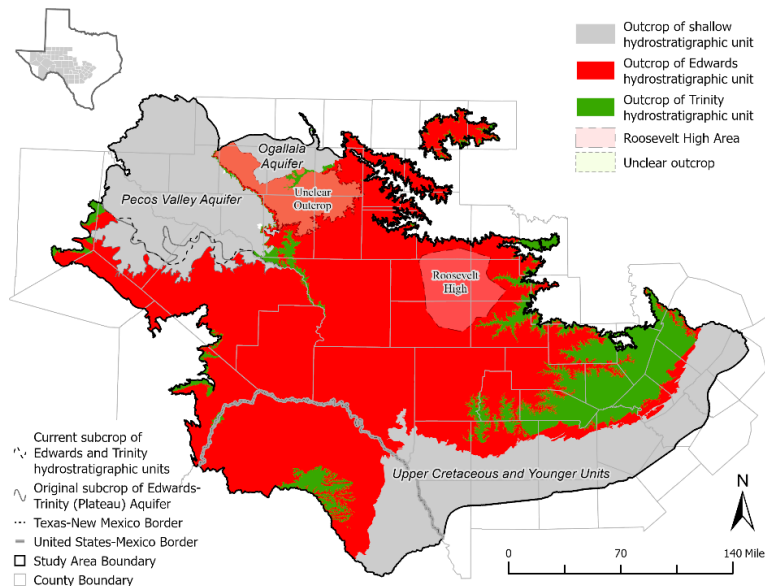 Outcrop of shallow
hydrostratigraphic unit
Outcrop of Edwards
hydrostratigraphic unit
Outcrop of Trinity
hydrostratigraphic unit
Roosevelt High Area
Unclear outcrop
Ogallala
Aquifer
Pecos Valley Aquifer
Unclear
Outcrop
Roosevelt
High
Upper Cretaceous and Younger Units
Current subcrop of
Edwards and Trinity
hydrostratigraphic units
Original subcrop of Edwards-
Trinity (Plateau) Aquifer
Texas-New Mexico Border
United States-Mexico Border
Study Area Boundary
County Boundary
N
0 70 140 Mile